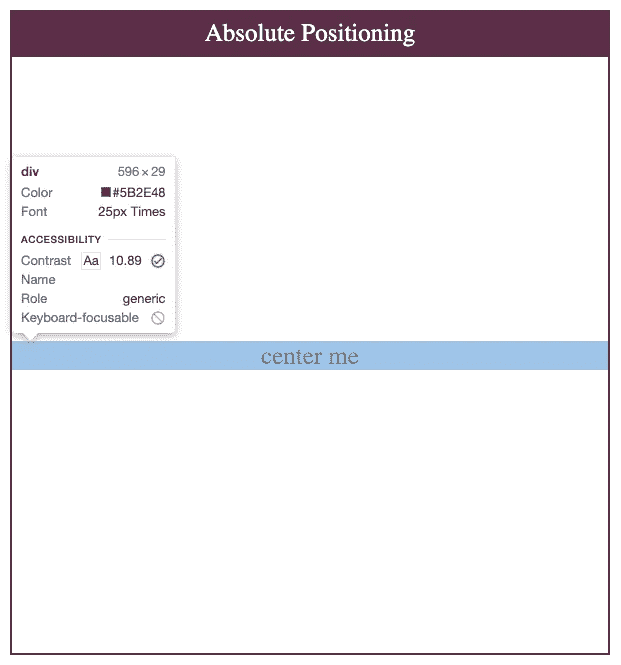 Absolute Positioning
div 596 × 29
Color #5B2E48
Font 25px Times
ACCESSIBILITY
Contrast Aa 10.89
Name
Role generic
Keyboard-focusable
center me